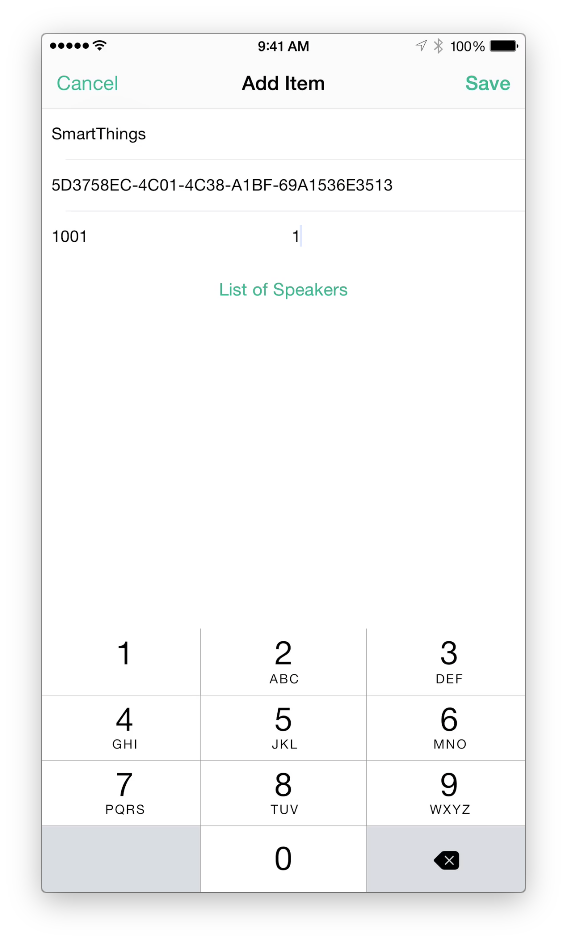 9:41 AM 100%
Cancel Add Item Save
SmartThings
5D3758EC-4C01-4C38-A1BF-69A1536E3513
1001 1
List of Speakers
1 2 3
ABC DEF
4 5 6
GHI JKL MNO
7 8 9
PQRS TUV WXYZ
0